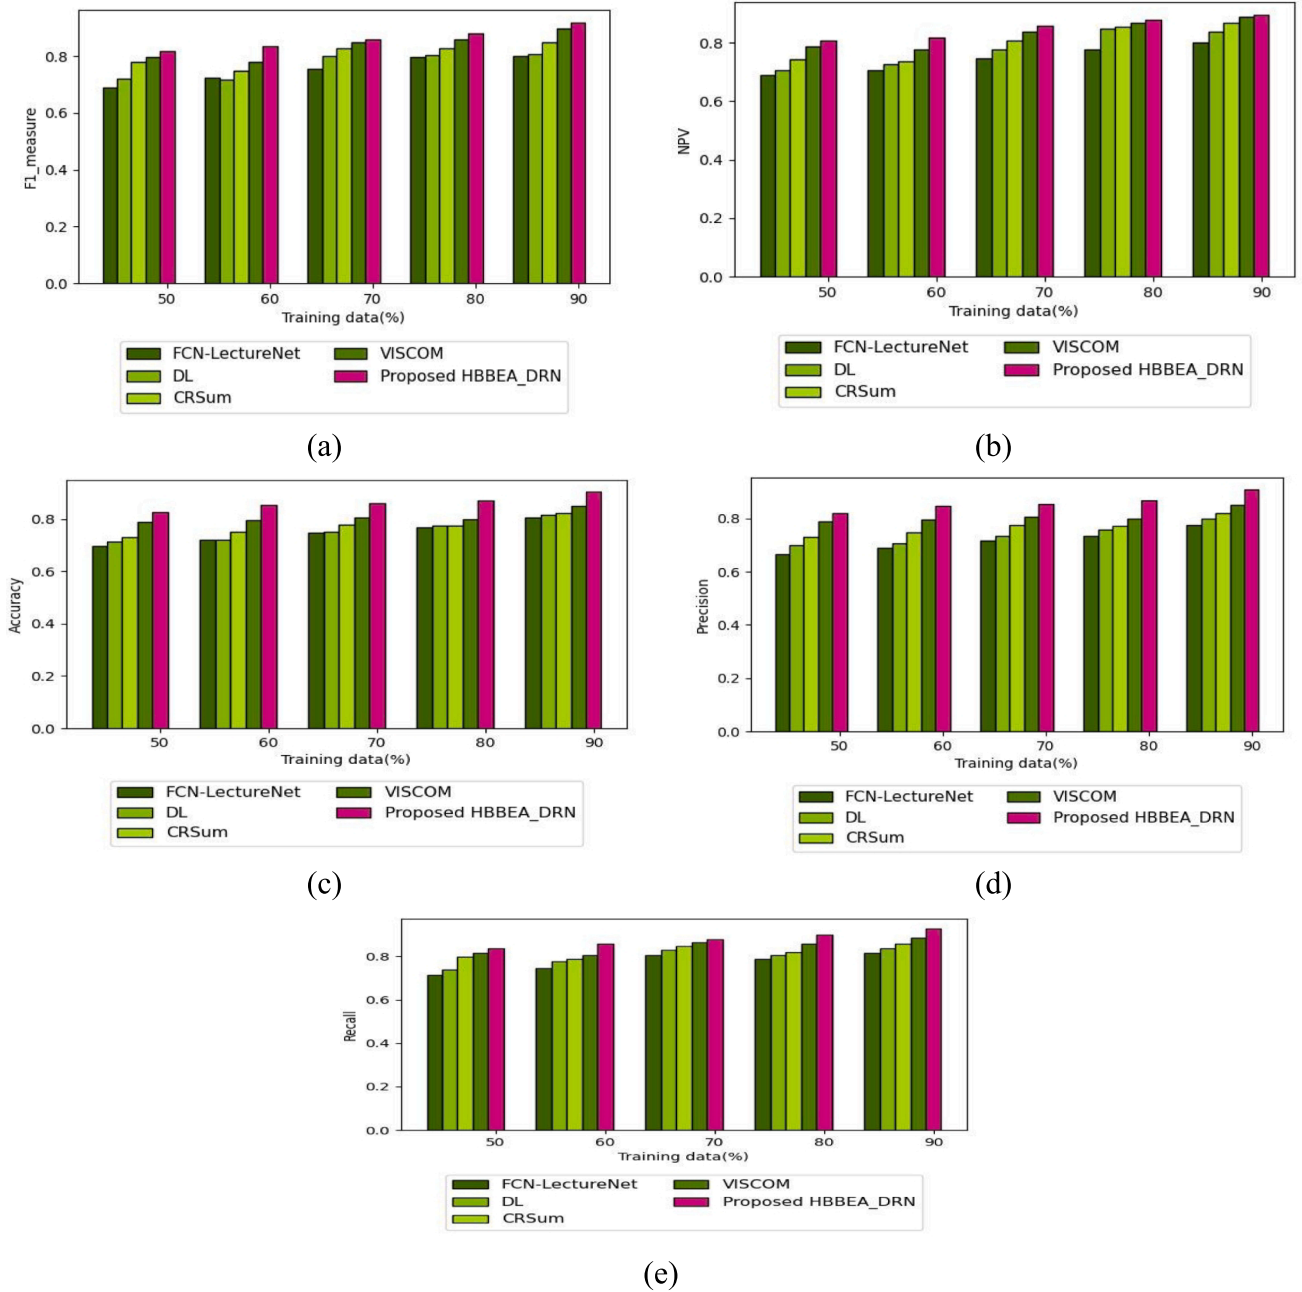 0.8
0.6
0.4
0.2
0.0
F1_measure
50 60 70 80 90
Training data(%)
FCN-LectureNet VISCOM
DL Proposed HBBEA_DRN
CRSum
(a)
0.8
0.6
0.4
0.2
0.0
NPV
50 60 70 80 90
Training data(%)
FCN-LectureNet VISCOM
DL Proposed HBBEA_DRN
CRSum
(b)
0.8
0.6
0.4
0.2
0.0
Accuracy
50 60 70 80 90
Training data(%)
FCN-LectureNet VISCOM
DL Proposed HBBEA_DRN
CRSum
(c)
0.8
0.6
0.4
0.2
0.0
Precision
50 60 70 80 90
Training data(%)
FCN-LectureNet VISCOM
DL Proposed HBBEA_DRN
CRSum
(d)
0.8
0.6
0.4
0.2
0.0
Recall
50 60 70 80 90
Training data(%)
FCN-LectureNet VISCOM
DL Proposed HBBEA_DRN
CRSum
(e)